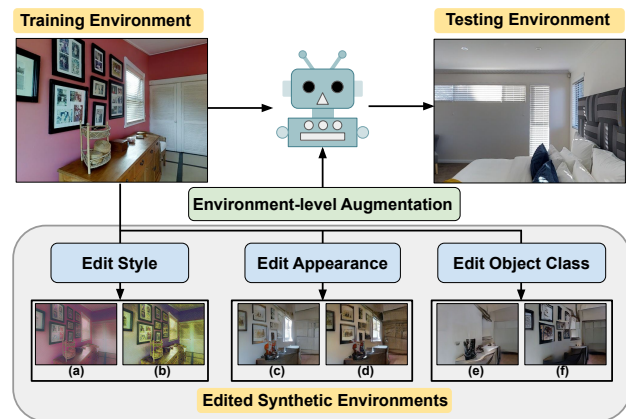 Training Environment
Testing Environment
Environment-level Augmentation
Edit Style
Edit Appearance
Edit Object Class
(a)
(b)
(c)
(d)
(e)
(f)
Edited Synthetic Environments